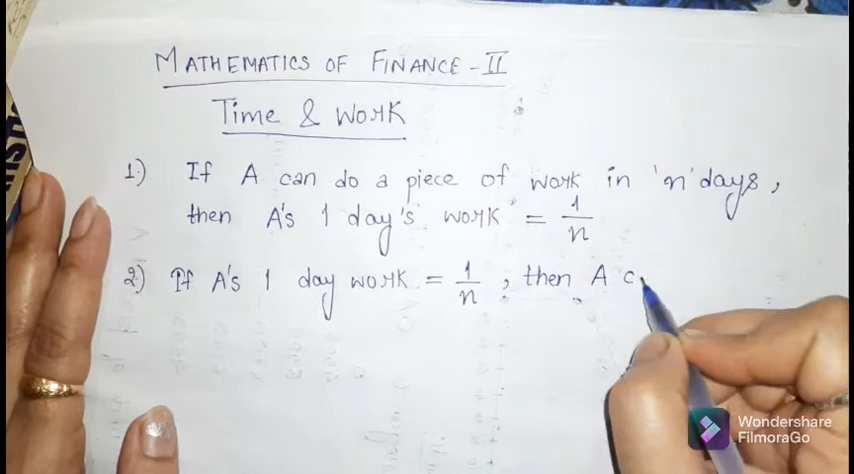 MATHEMATICS OF FINANCE - II
Time & Work
1.) If A can do a piece of work in 'n' days,
then A's 1 day's work = 1/n
2) If A's 1 day work = 1/n, then A c
Wondershare
FilmoraGo